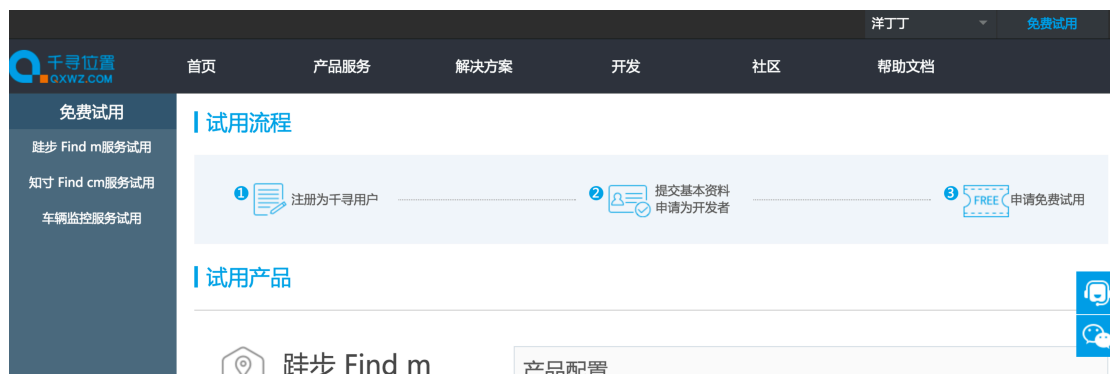 洋丁丁 免费试用
千寻位置
QXWZ.COM
首页 产品服务 解决方案 开发 社区 帮助文档
免费试用
跬步 Find m服务试用
知寸 Find cm服务试用
车辆监控服务试用
试用流程
1 注册为千寻用户
2 提交基本资料
申请为开发者
3 FREE 申请免费试用
试用产品
跬步 Find m
产品配置